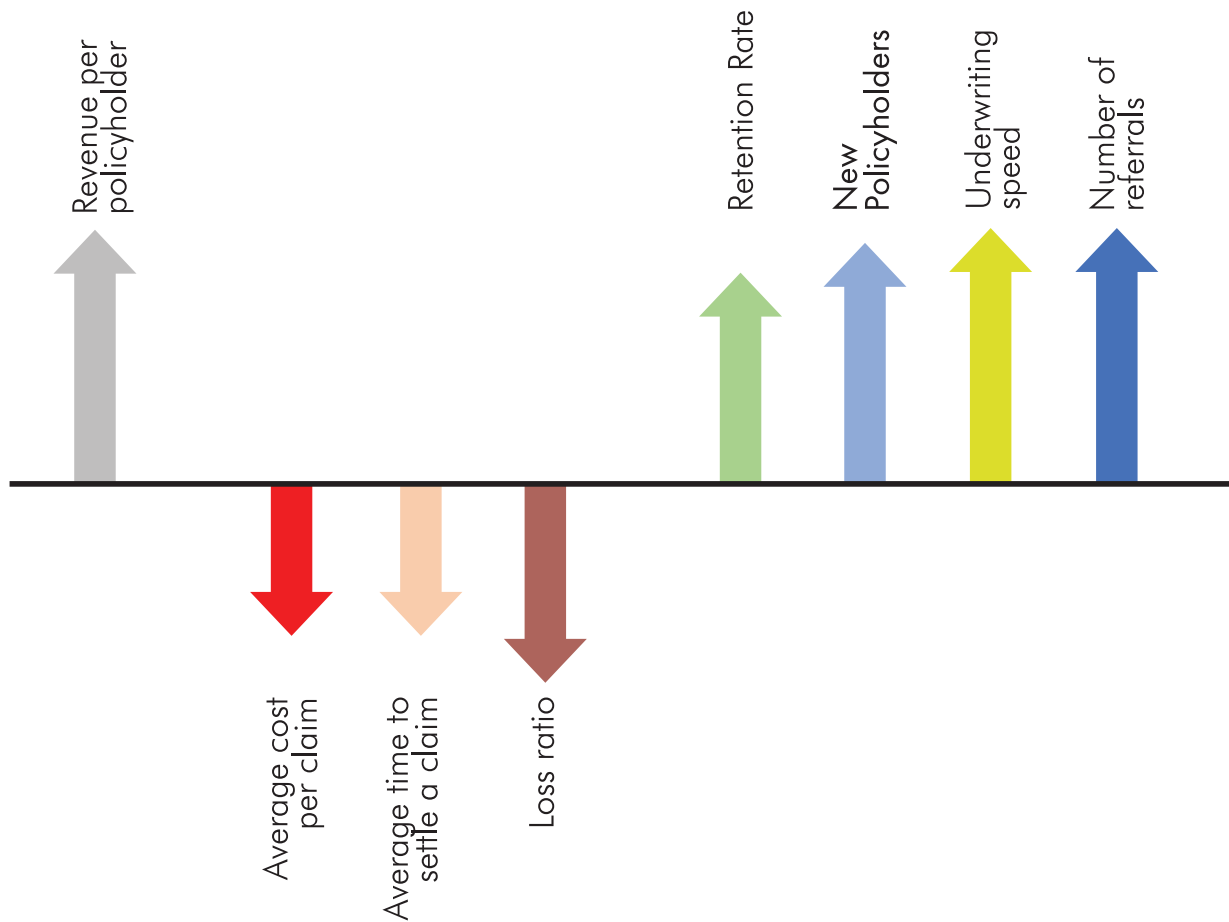 Revenue per
policyholder
Average cost
per claim
Average time to
settle a claim
Loss ratio
Retention Rate
New
Policyholders
Underwriting
speed
Number of
referrals